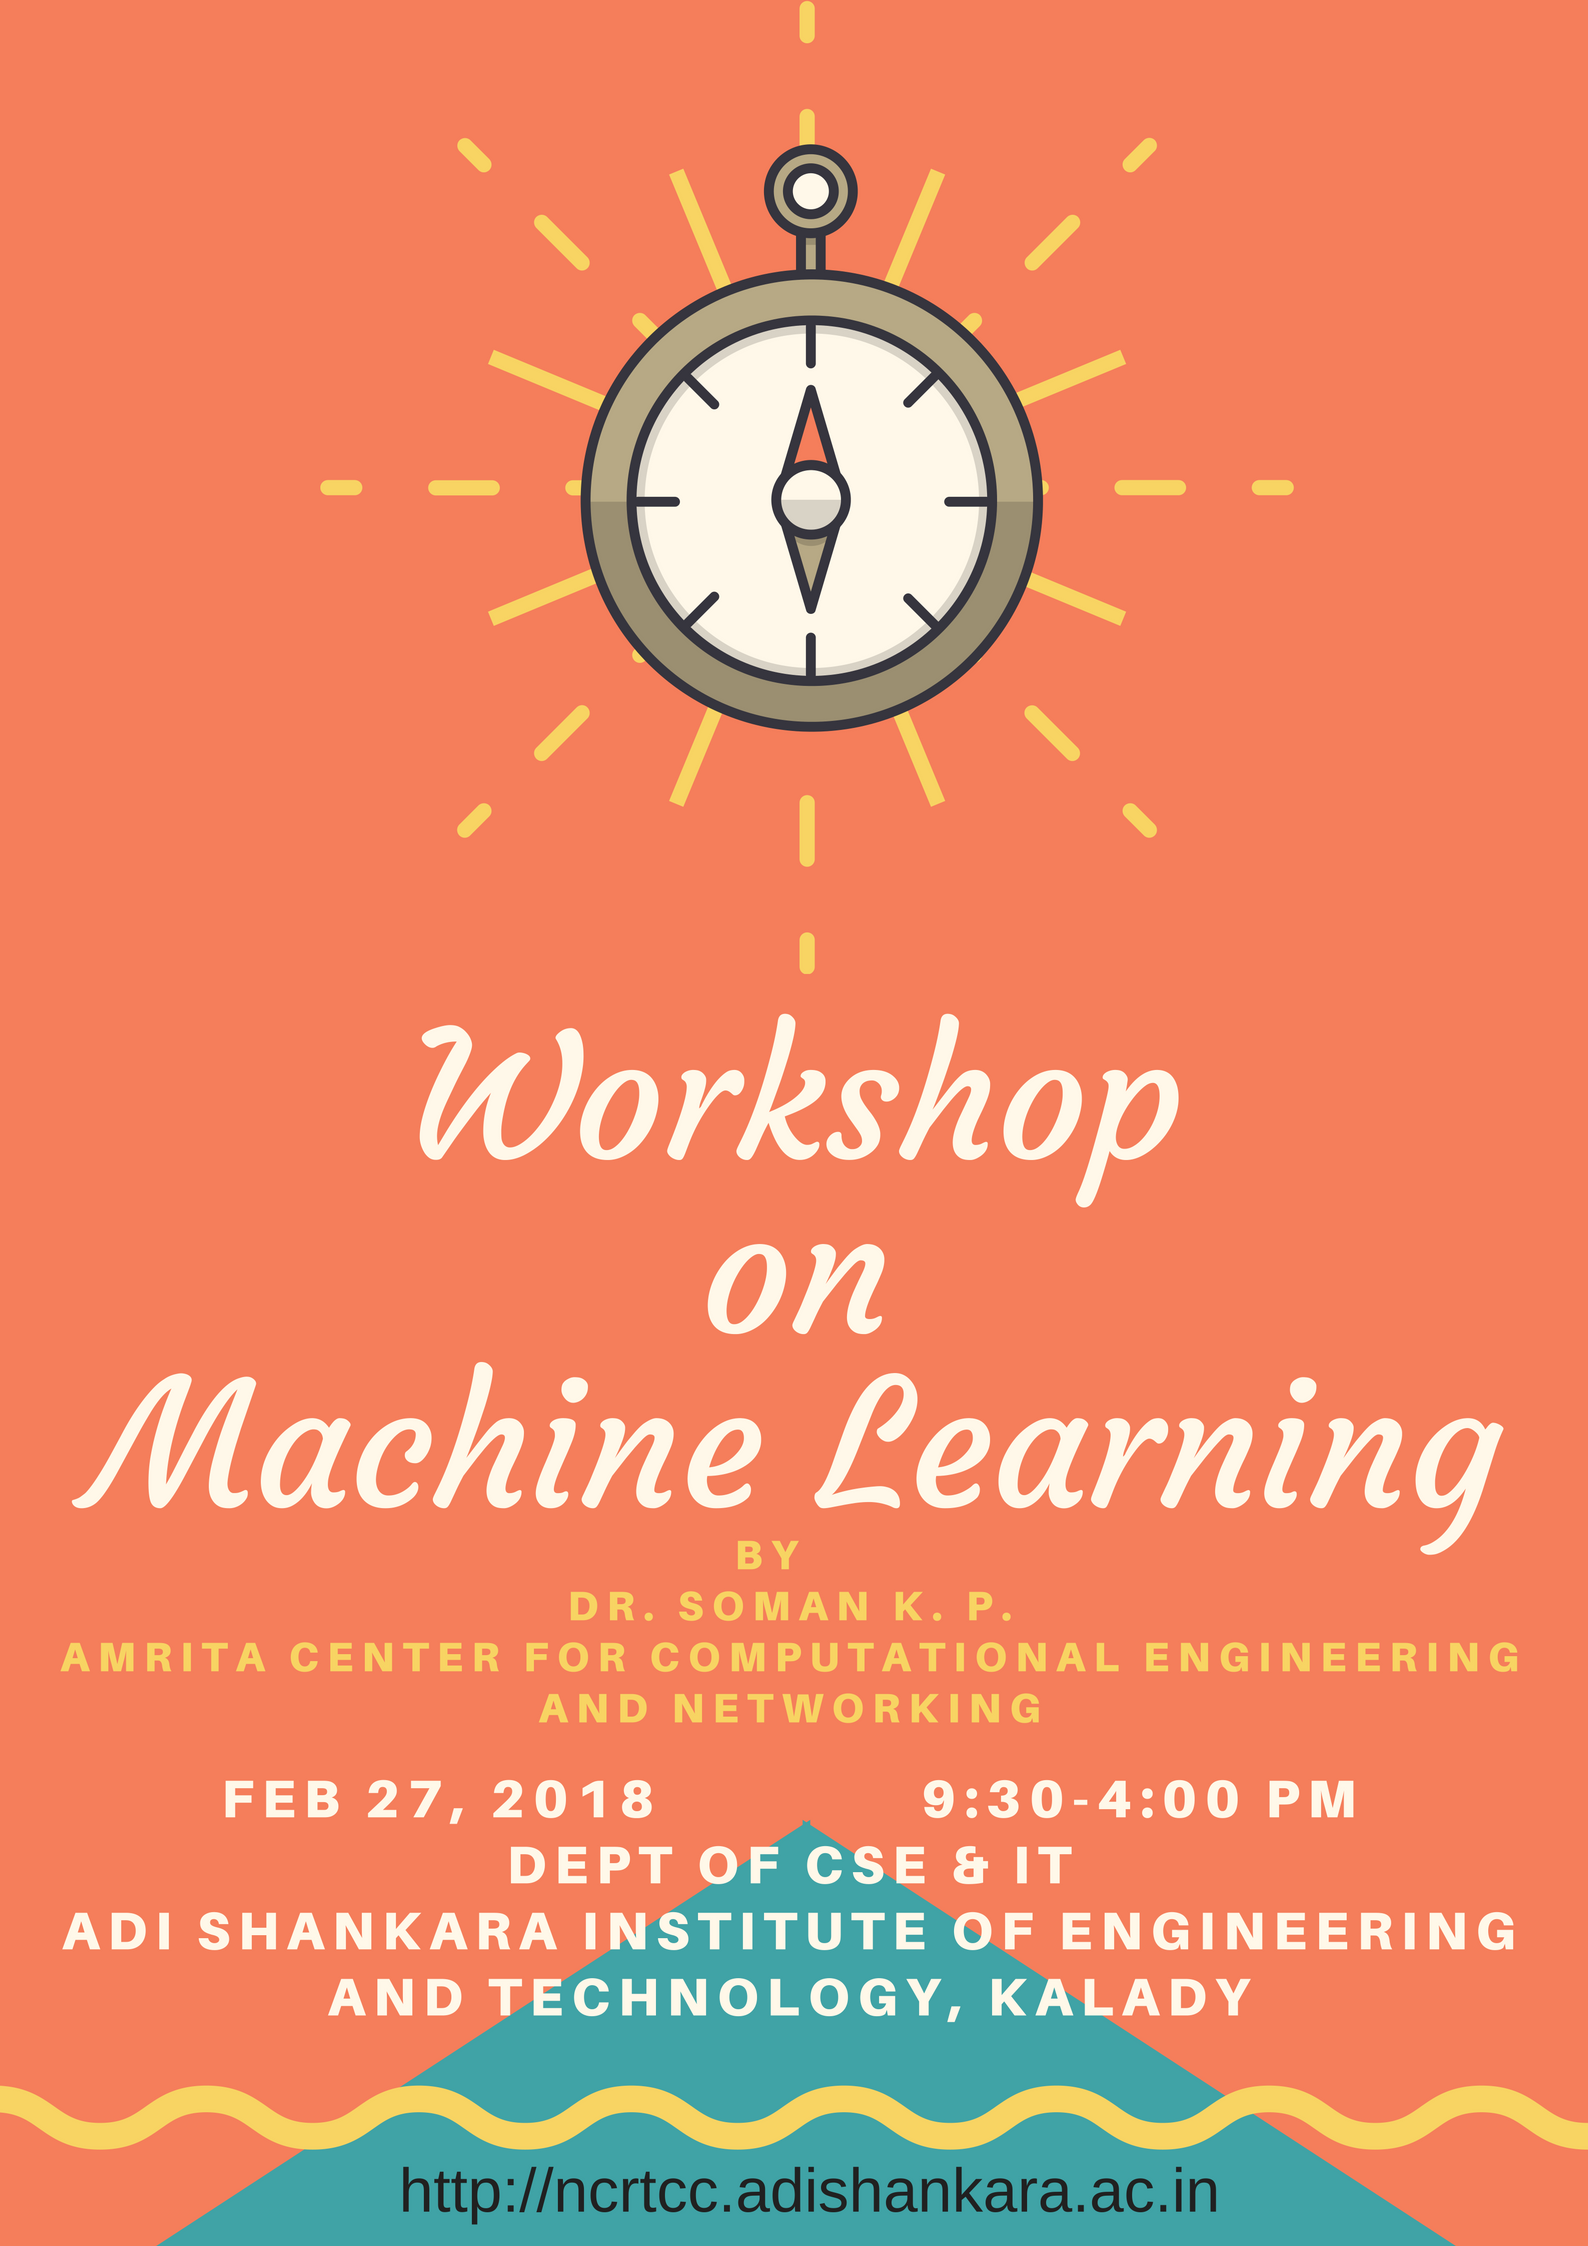 Workshop
on
Machine Learning
BY
DR. SOMAN K. P.
AMRITA CENTER FOR COMPUTATIONAL ENGINEERING
AND NETWORKING
FEB 27, 2018 9:30-4:00 PM
DEPT OF CSE & IT
ADI SHANKARA INSTITUTE OF ENGINEERING
AND TECHNOLOGY, KALADY
http://ncrtcc.adishankara.ac.in